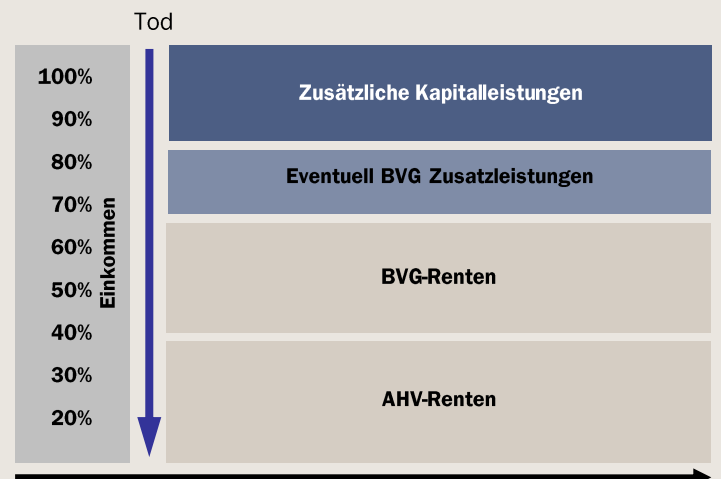 Tod
100%
90%
80%
70%
60%
50%
40%
30%
20%
Einkommen
Zusätzliche Kapitalleistungen
Eventuell BVG Zusatzleistungen
BVG-Renten
AHV-Renten